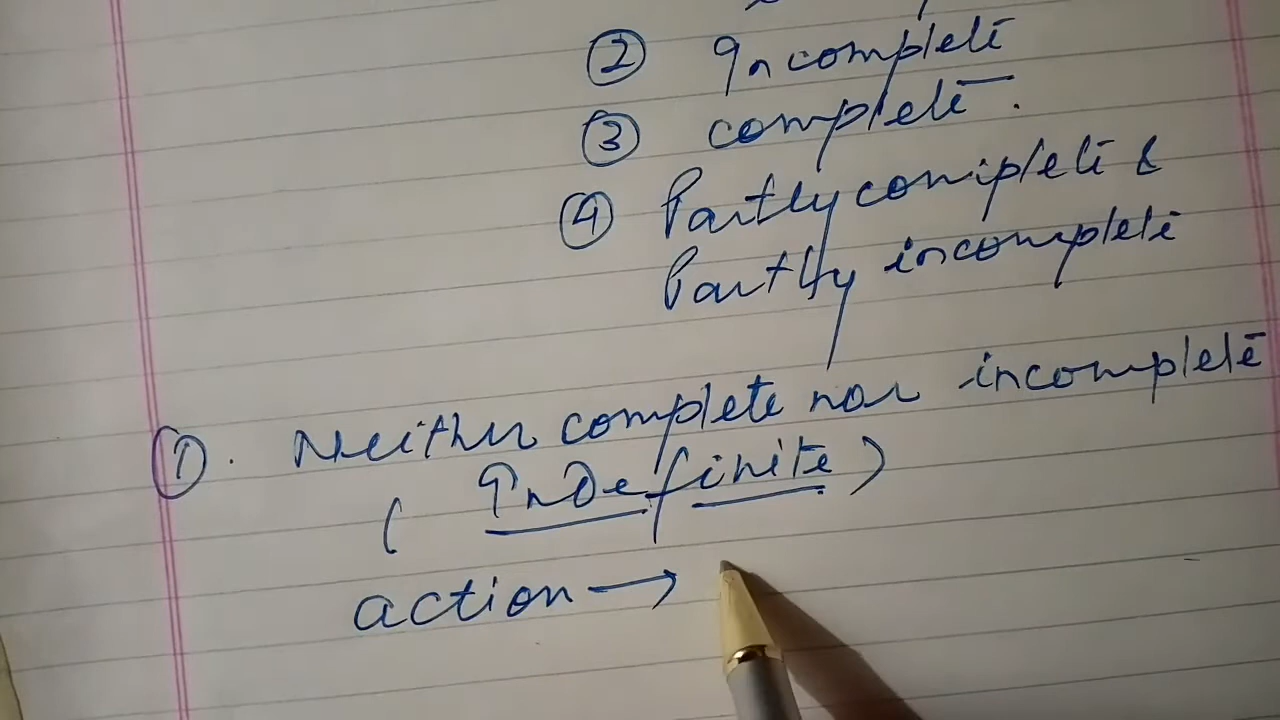 ② Incomplete
③ complete.
④ Partly complete &
Partly incomplete
①. Neither complete nor incomplete
( InDefinite )
action →